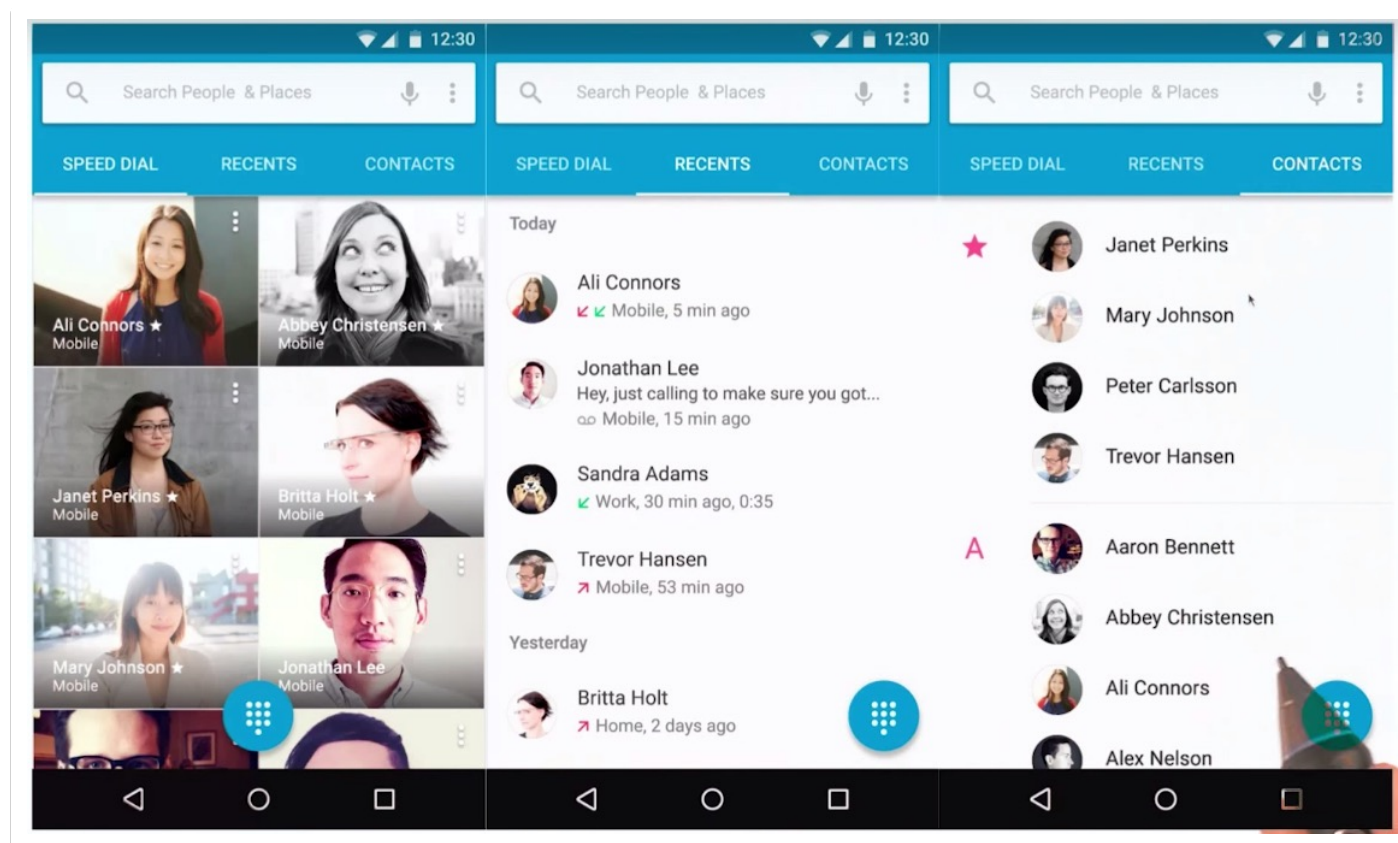 12:30
Search People & Places
SPEED DIAL RECENTS CONTACTS
Ali Connors ★
Mobile
Abbey Christensen ★
Mobile
Janet Perkins ★
Mobile
Britta Holt ★
Mobile
Mary Johnson ★
Mobile
Jonathan Lee
Mobile
12:30
Search People & Places
SPEED DIAL RECENTS CONTACTS
Today
Ali Connors
Mobile, 5 min ago
Jonathan Lee
Hey, just calling to make sure you got...
Mobile, 15 min ago
Sandra Adams
Work, 30 min ago, 0:35
Trevor Hansen
Mobile, 53 min ago
Yesterday
Britta Holt
Home, 2 days ago
12:30
Search People & Places
SPEED DIAL RECENTS CONTACTS
★ Janet Perkins
Mary Johnson
Peter Carlsson
Trevor Hansen
A Aaron Bennett
Abbey Christensen
Ali Connors
Alex Nelson